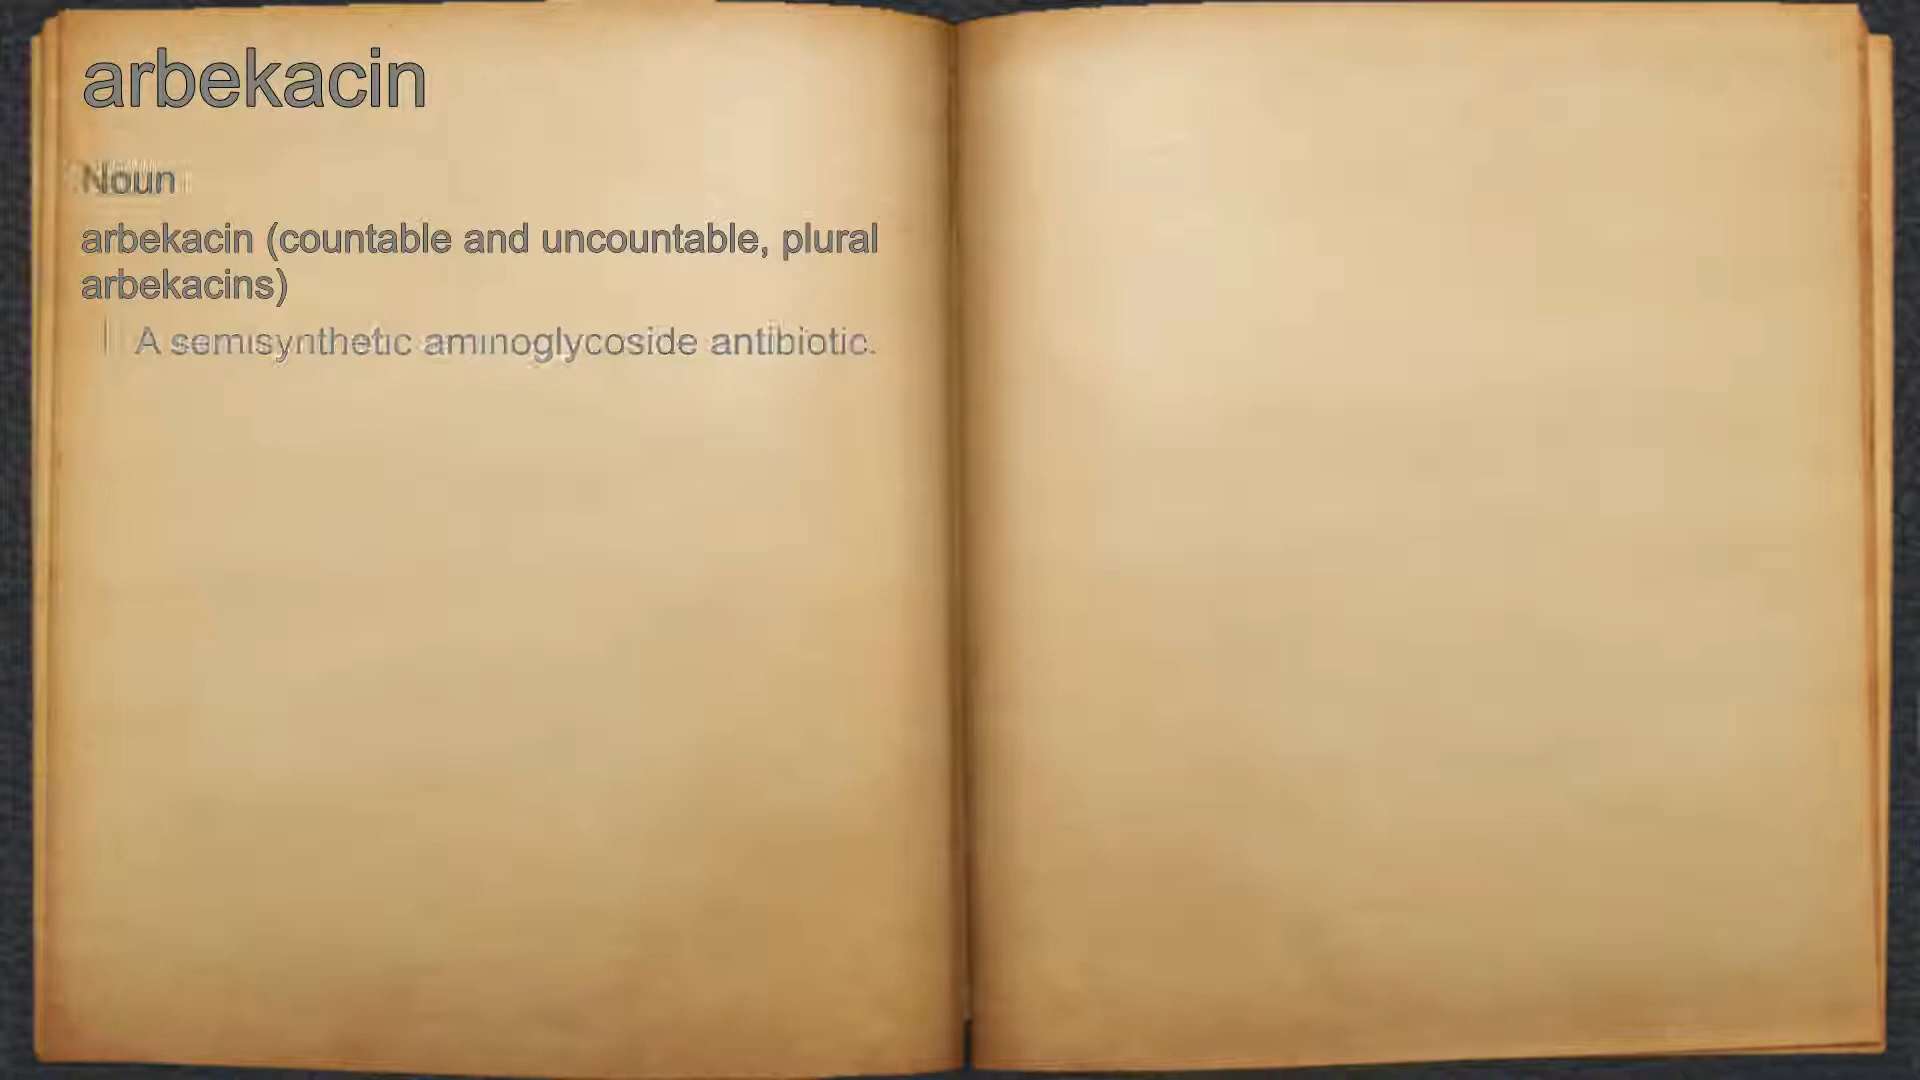 arbekacin
Noun
arbekacin (countable and uncountable, plural
arbekacins)
A semisynthetic aminoglycoside antibiotic.